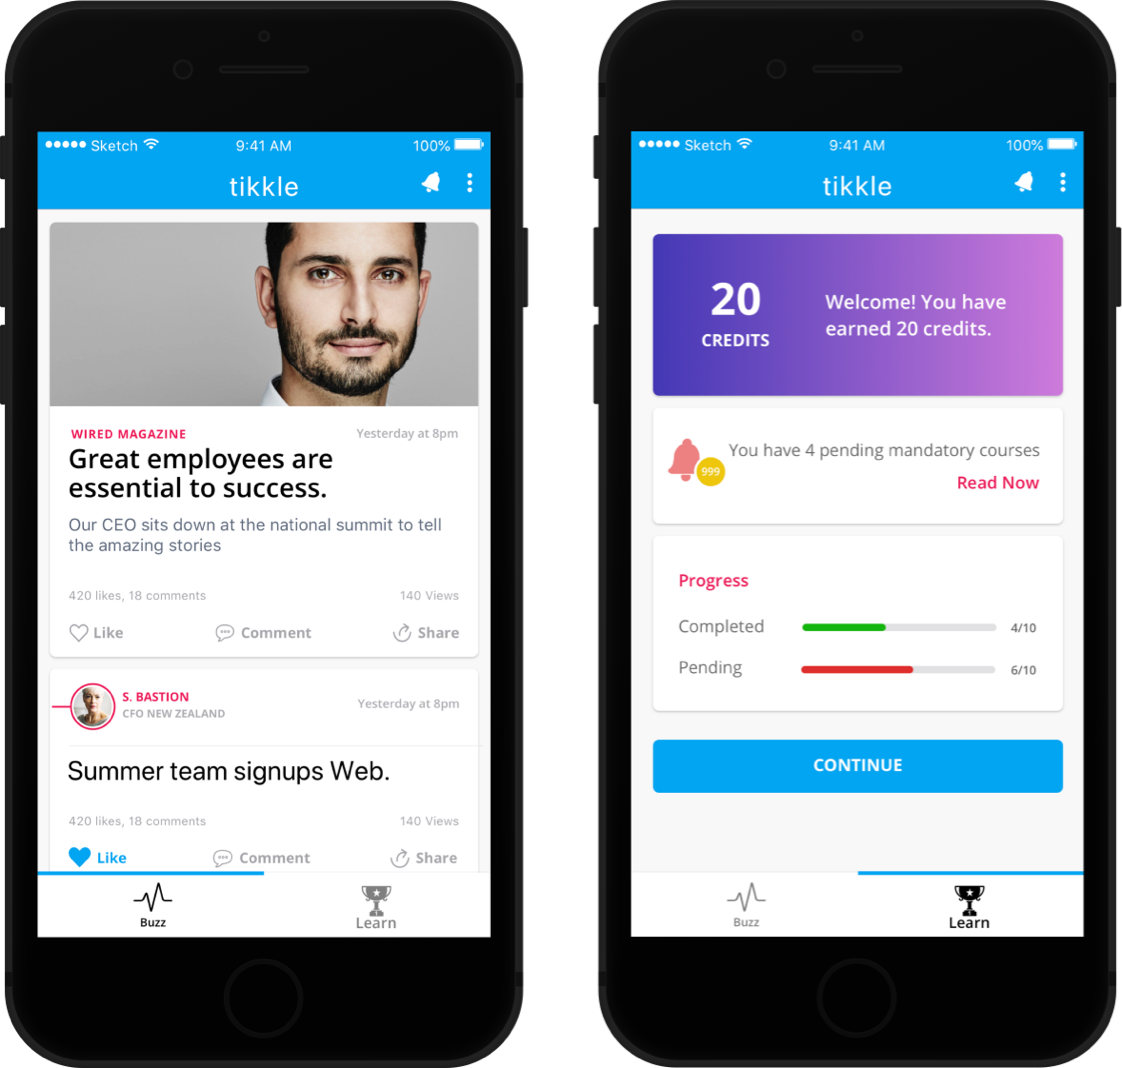 Sketch 9:41 AM 100%
tikkle
WIRED MAGAZINE Yesterday at 8pm
Great employees are
essential to success.
Our CEO sits down at the national summit to tell
the amazing stories
420 likes, 18 comments 140 Views
Like Comment Share
S. BASTION
CFO NEW ZEALAND
Yesterday at 8pm
Summer team signups Web.
420 likes, 18 comments 140 Views
Like Comment Share
Buzz Learn
Sketch 9:41 AM 100%
tikkle
20
CREDITS
Welcome! You have
earned 20 credits.
You have 4 pending mandatory courses
999
Read Now
Progress
Completed 4/10
Pending 6/10
CONTINUE
Buzz Learn